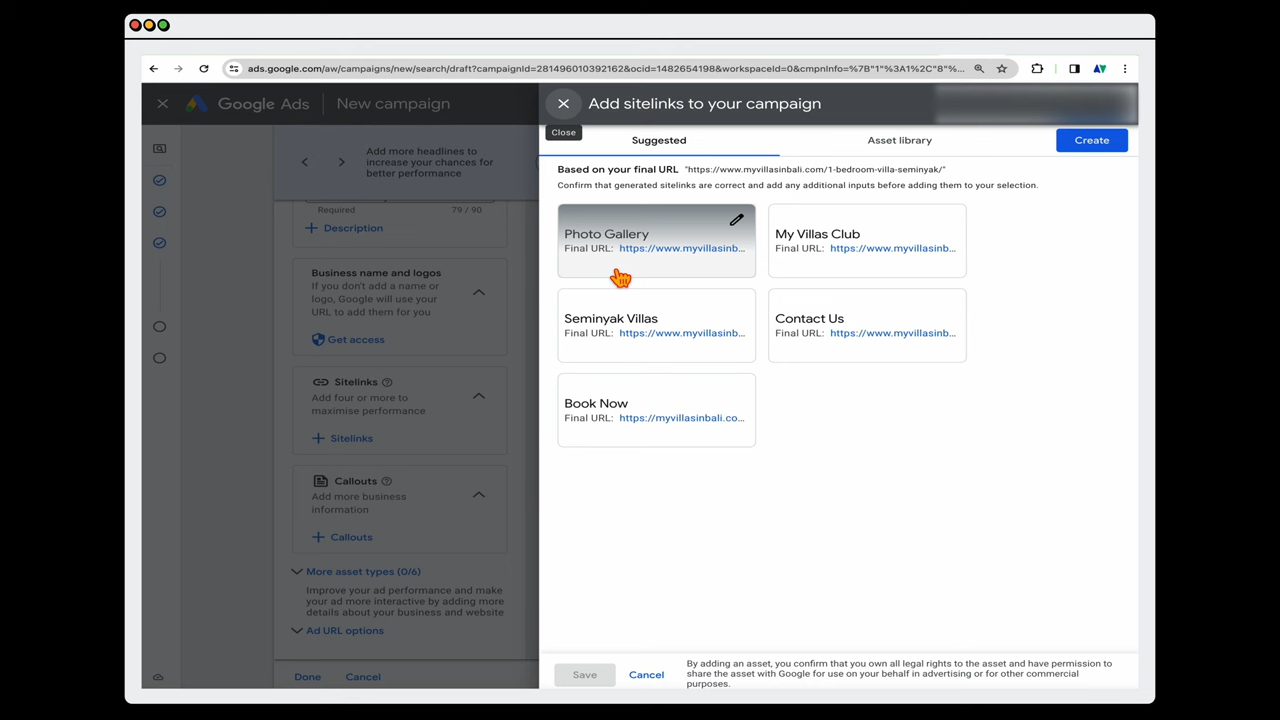 ads.google.com/aw/campaigns/new/search/draft?campaignId=281496010392162&ocid=1482654198&workspaceId=0&cmpnInfo=%7B"1"%3A1%2C"8"%...
Google Ads
New campaign
Add sitelinks to your campaign
Close
Suggested
Asset library
Create
Add more headlines to
increase your chances for
better performance
Required
79 / 90
Description
Business name and logos
If you don't add a name or
logo, Google will use your
URL to add them for you
Get access
Sitelinks
Add four or more to
maximise performance
Sitelinks
Callouts
Add more business
information
Callouts
More asset types (0/6)
Improve your ad performance and make
your ad more interactive by adding more
details about your business and website
Ad URL options
Done
Cancel
Based on your final URL "https://www.myvillasinbali.com/1-bedroom-villa-seminyak/"
Confirm that generated sitelinks are correct and add any additional inputs before adding them to your selection.
Photo Gallery
Final URL: https://www.myvillasinb...
My Villas Club
Final URL: https://www.myvillasinb...
Seminyak Villas
Final URL: https://www.myvillasinb...
Contact Us
Final URL: https://www.myvillasinb...
Book Now
Final URL: https://myvillasinbali.co...
Save
Cancel
By adding an asset, you confirm that you own all legal rights to the asset and have permission to
share the asset with Google for use on your behalf in advertising or for other commercial
purposes.